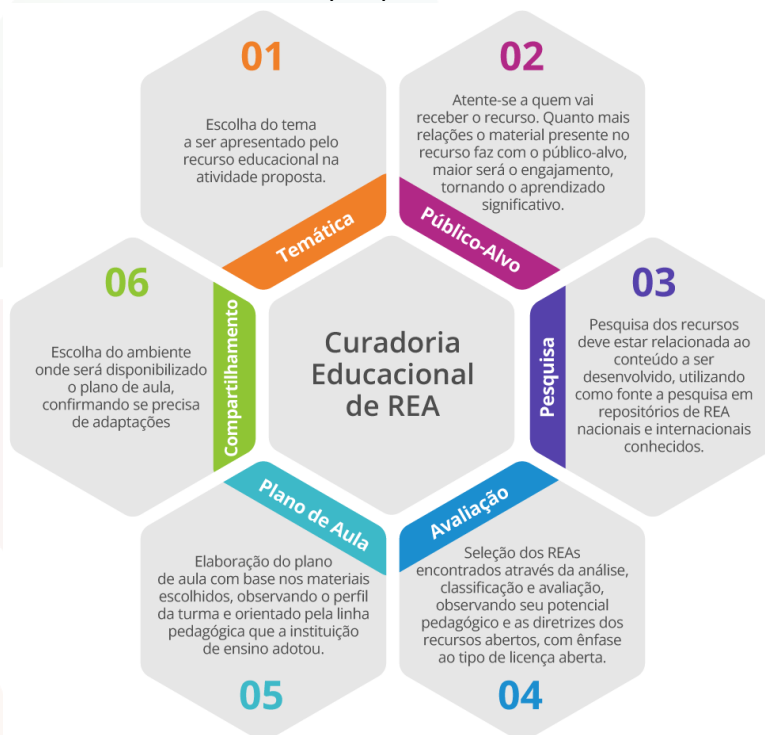 01
Escolha do tema
a ser apresentado pelo
recurso educacional na
atividade proposta.
Temática
02
Atente-se a quem vai
receber o recurso. Quanto mais
relações o material presente no
recurso faz com o público-alvo,
maior será o engajamento,
tornando o aprendizado
significativo.
Público-Alvo
03
Pesquisa dos recursos
deve estar relacionada ao
conteúdo a ser
desenvolvido, utilizando
como fonte a pesquisa em
repositórios de REA
nacionais e internacionais
conhecidos.
Pesquisa
Curadoria
Educacional
de REA
Avaliação
Seleção dos REAs
encontrados através da análise,
classificação e avaliação,
observando seu potencial
pedagógico e as diretrizes dos
recursos abertos, com ênfase
ao tipo de licença aberta.
04
Plano de Aula
Elaboração do plano
de aula com base nos materiais
escolhidos, observando o perfil
da turma e orientado pela linha
pedagógica que a instituição
de ensino adotou.
05
06
Escolha do ambiente
onde será disponibilizado
o plano de aula,
confirmando se precisa
de adaptações
Compartilhamento